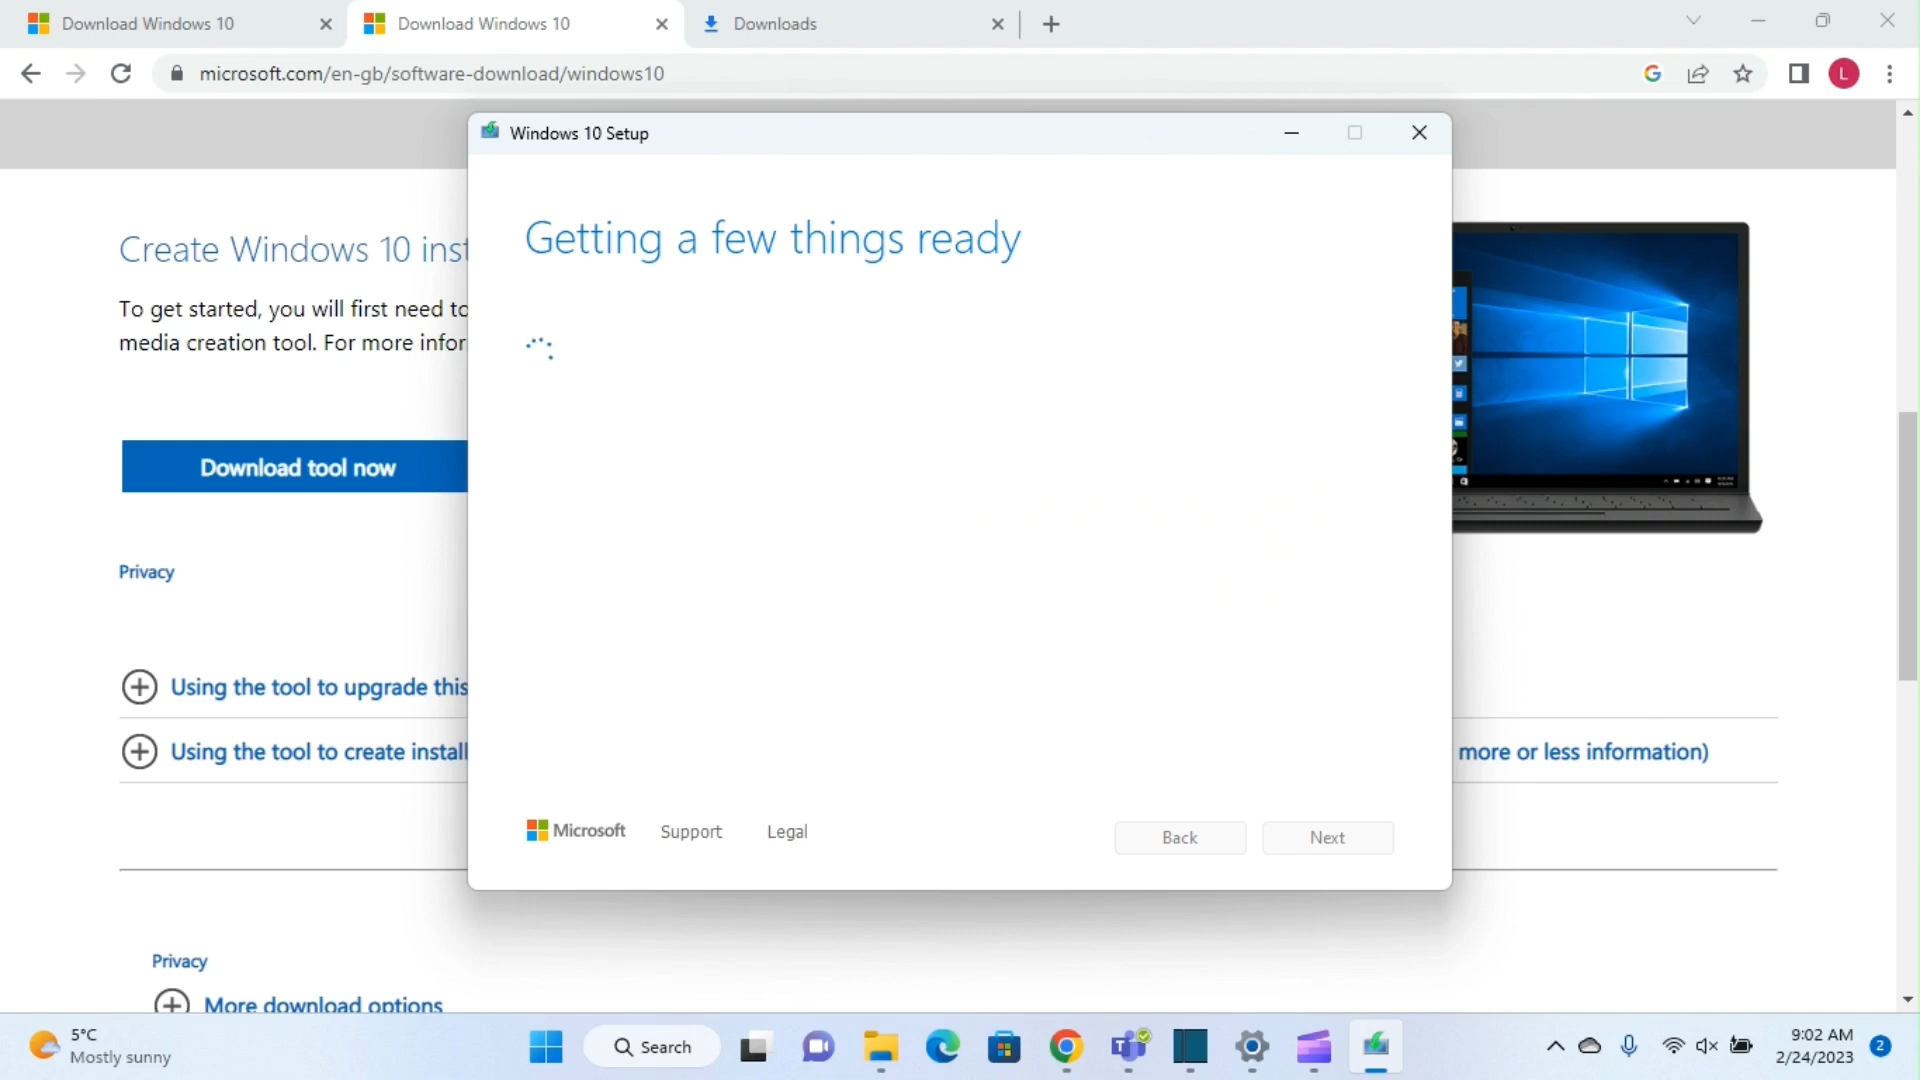 Download Windows 10
Download Windows 10
Downloads
microsoft.com/en-gb/software-download/windows10
L
Windows 10 Setup
Getting a few things ready
Create Windows 10 inst
To get started, you will first need to
media creation tool. For more infor
Download tool now
Privacy
Using the tool to upgrade this
Using the tool to create install
more or less information)
Microsoft
Support
Legal
Back
Next
Privacy
More download options
5°C
Mostly sunny
Search
9:02 AM
2/24/2023
2